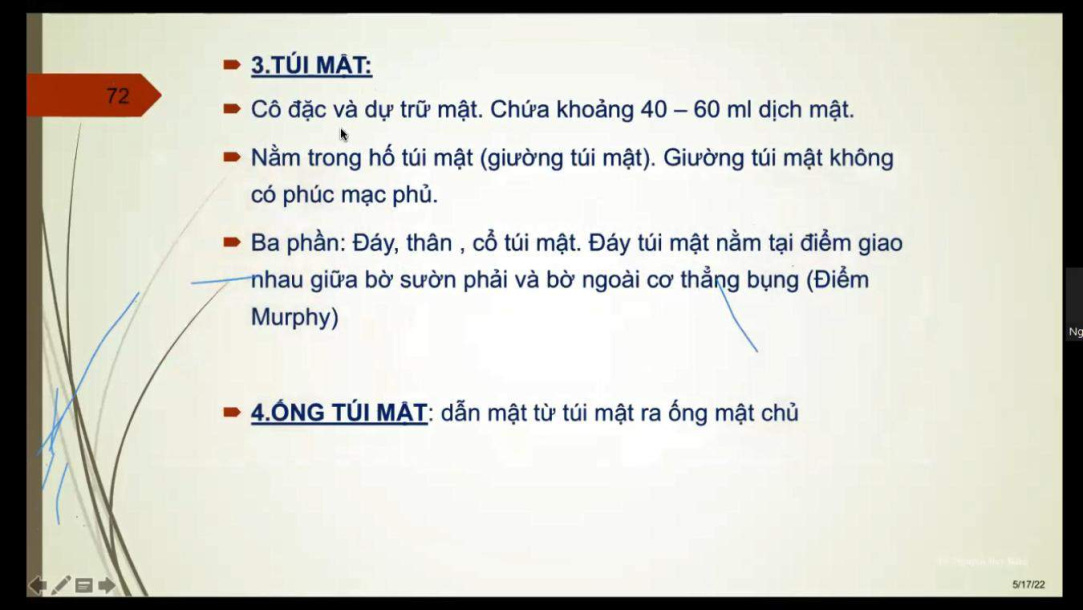 72
3.TÚI MẬT:
Cô đặc và dự trữ mật. Chứa khoảng 40 – 60 ml dịch mật.
Nằm trong hố túi mật (giường túi mật). Giường túi mật không
có phúc mạc phủ.
Ba phần: Đáy, thân , cổ túi mật. Đáy túi mật nằm tại điểm giao
nhau giữa bờ sườn phải và bờ ngoài cơ thẳng bụng (Điểm
Murphy)
4.ỐNG TÚI MẬT: dẫn mật từ túi mật ra ống mật chủ
Ng
5/17/22